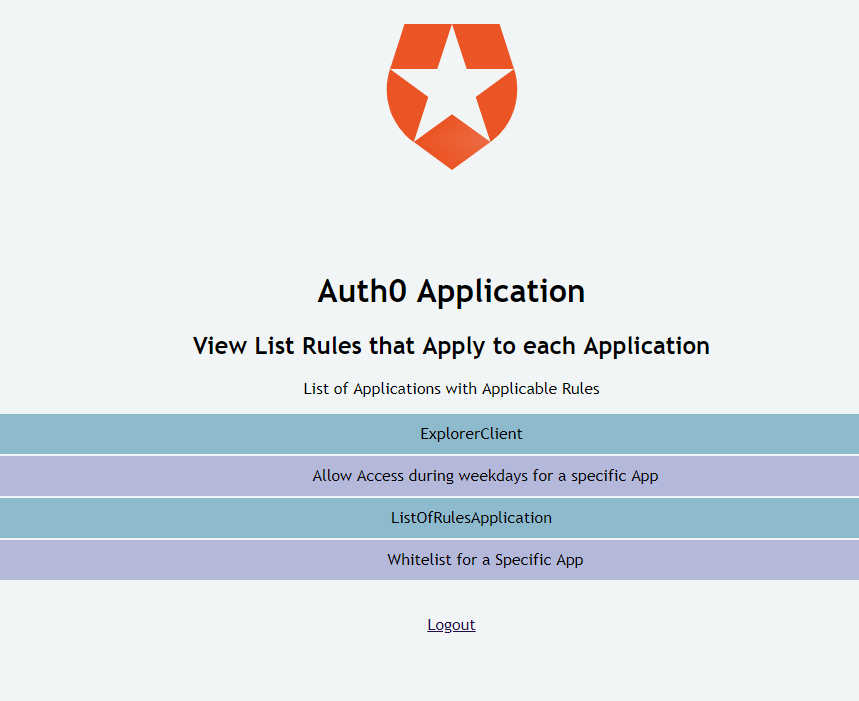 Auth0 Application
View List Rules that Apply to each Application
List of Applications with Applicable Rules
ExplorerClient
Allow Access during weekdays for a specific App
ListOfRulesApplication
Whitelist for a Specific App
Logout